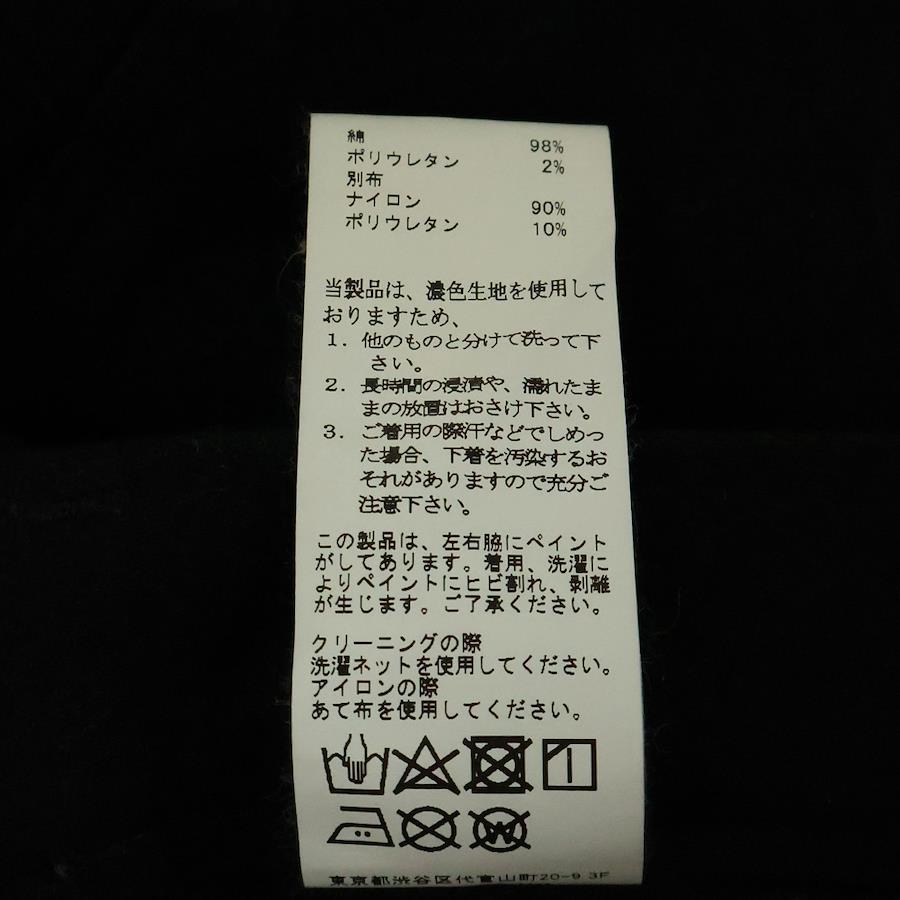 綿 98%
ポリウレタン 2%
別布
ナイロン 90%
ポリウレタン 10%
当製品は、濃色生地を使用して
おりますため、
1. 他のものと分けて洗って下
さい。
2. 長時間の浸漬や、濡れたま
まの放置はおさけ下さい。
3. ご着用の際汗などでしめっ
た場合、下着を汚染するお
それがありますので充分ご
注意下さい。
この製品は、左右脇にペイント
がしてあります。着用、洗濯に
よりペイントにヒビ割れ、剥離
が生じます。ご了承ください。
クリーニングの際
洗濯ネットを使用してください。
アイロンの際
あて布を使用してください。
W
東京都渋谷区代官山町20-9 3F